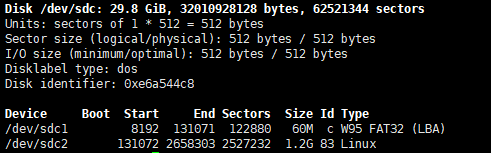 Disk /dev/sdc: 29.8 GiB, 32010928128 bytes, 62521344 sectors
Units: sectors of 1 * 512 = 512 bytes
Sector size (logical/physical): 512 bytes / 512 bytes
I/O size (minimum/optimal): 512 bytes / 512 bytes
Disklabel type: dos
Disk identifier: 0xe6a544c8
Device     Boot  Start     End Sectors  Size Id Type
/dev/sdc1         8192  131071  122880   60M  c W95 FAT32 (LBA)
/dev/sdc2       131072 2658303 2527232  1.2G 83 Linux